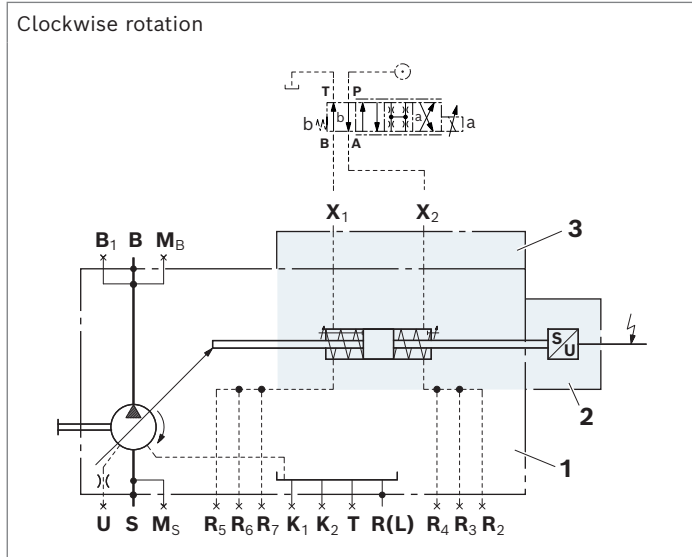 Clockwise rotation
T P
b b a a
B A
X1 X2
B1 B MB
3
S
U
2
1
U S MS R5 R6 R7 K1 K2 T R(L) R4 R3 R2